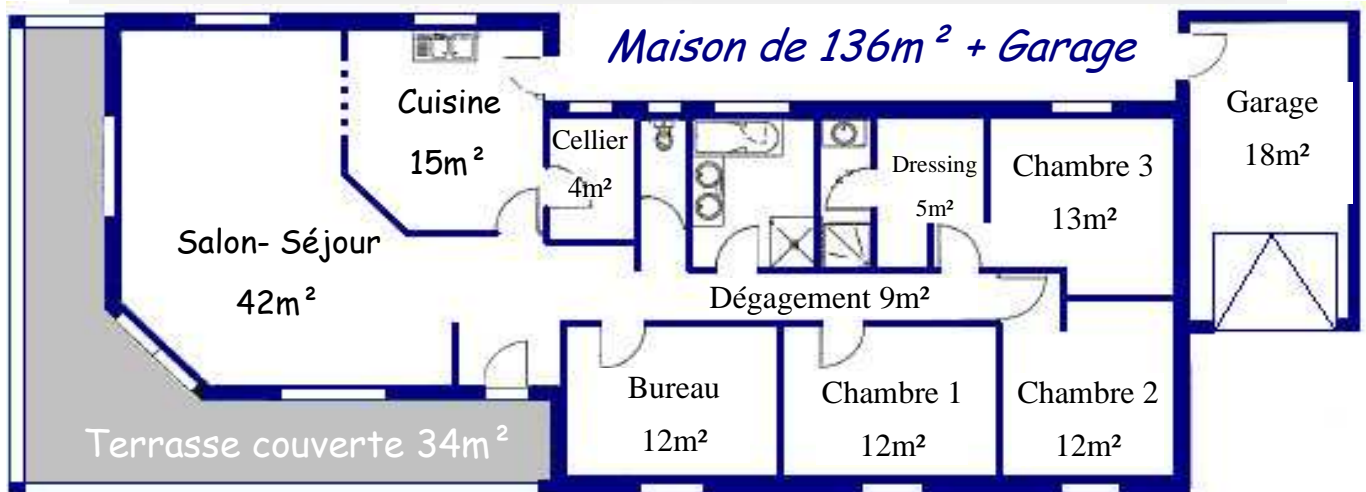 Maison de 136m² + Garage
Cuisine
15m²
Salon- Séjour
42m²
Cellier
4m²
Dressing
5m²
Chambre 3
13m²
Garage
18m²
Dégagement 9m²
Bureau
12m²
Chambre 1
12m²
Chambre 2
12m²
Terrasse couverte 34m²